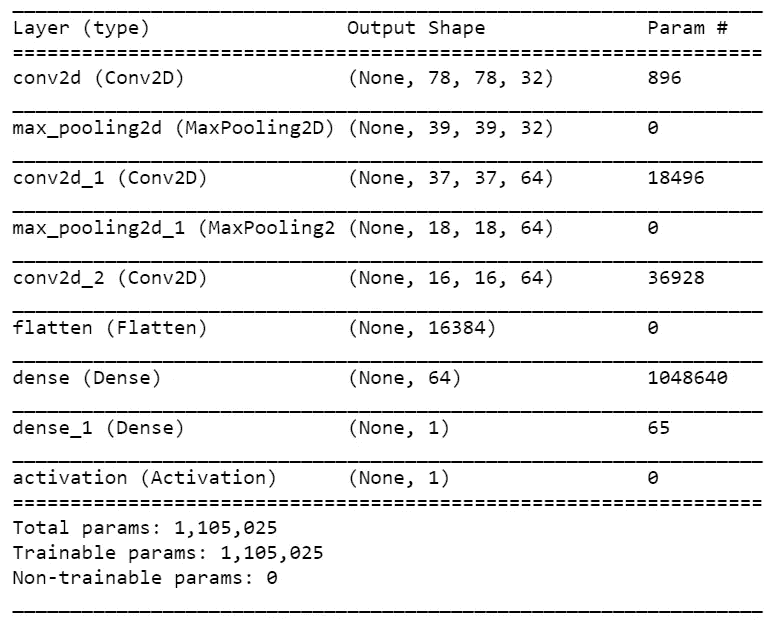 Layer (type) Output Shape Param #
conv2d (Conv2D) (None, 78, 78, 32) 896
max_pooling2d (MaxPooling2D) (None, 39, 39, 32) 0
conv2d_1 (Conv2D) (None, 37, 37, 64) 18496
max_pooling2d_1 (MaxPooling2 (None, 18, 18, 64) 0
conv2d_2 (Conv2D) (None, 16, 16, 64) 36928
flatten (Flatten) (None, 16384) 0
dense (Dense) (None, 64) 1048640
dense_1 (Dense) (None, 1) 65
activation (Activation) (None, 1) 0
Total params: 1,105,025
Trainable params: 1,105,025
Non-trainable params: 0